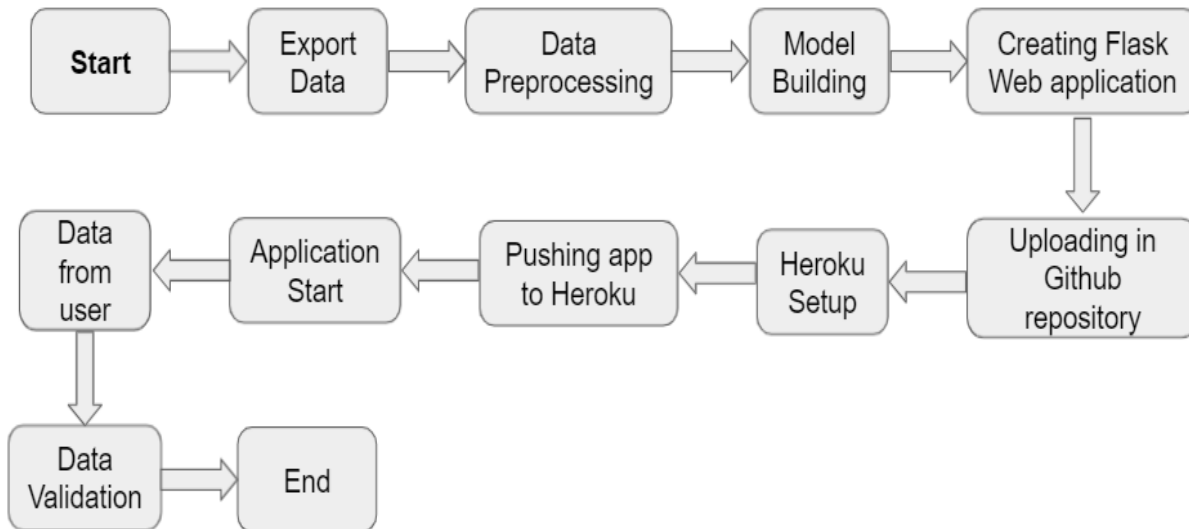 Start
Export
Data
Data
Preprocessing
Model
Building
Creating Flask
Web application
Uploading in
Github
repository
Heroku
Setup
Pushing app
to Heroku
Application
Start
Data
from
user
Data
Validation
End